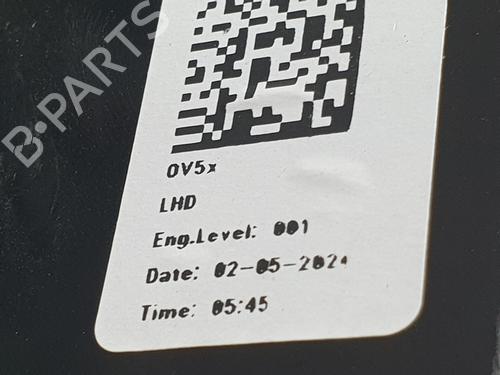 B-PARTS
OV5x
LHD
Eng.Level: 001
Date: 02-05-2024
Time: 05:45